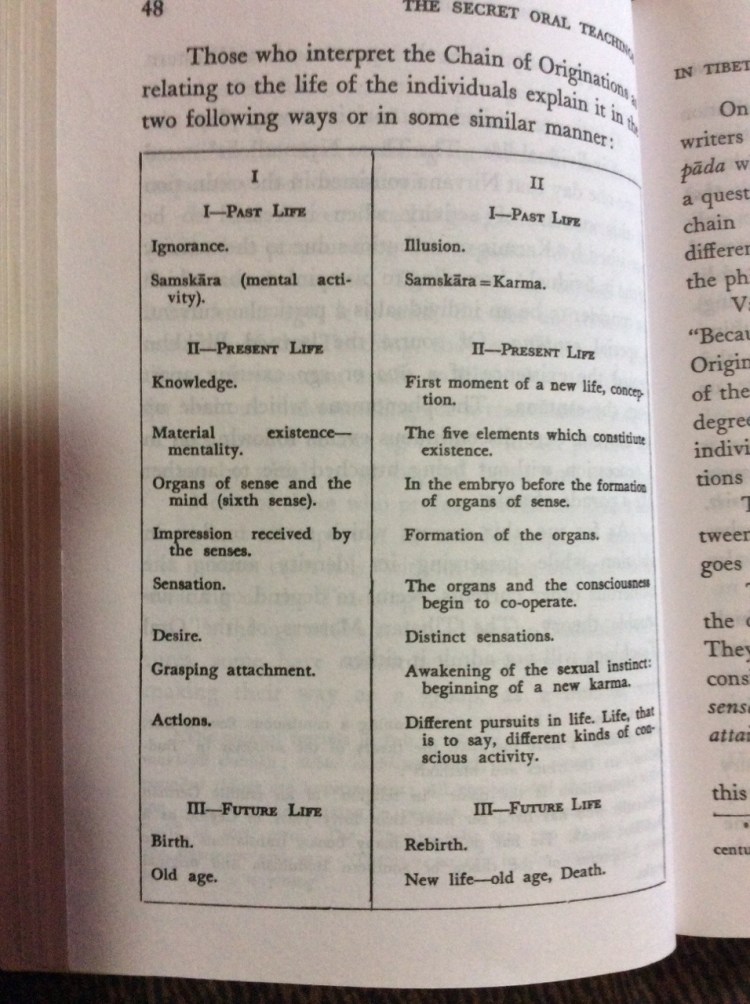 48
THE SECRET ORAL TEACHINGS
Those who interpret the Chain of Originations as
relating to the life of the individuals explain it in the
two following ways or in some similar manner:
I
I—PAST LIFE
Ignorance.
Samskāra (mental acti-
vity).
II—PRESENT LIFE
Knowledge.
Material existence—
mentality.
Organs of sense and the
mind (sixth sense).
Impression received by
the senses.
Sensation.
Desire.
Grasping attachment.
Actions.
III—FUTURE LIFE
Birth.
Old age.
II
I—PAST LIFE
Illusion.
Samskāra=Karma.
II—PRESENT LIFE
First moment of a new life, concep-
tion.
The five elements which constitiute
existence.
In the embryo before the formation
of organs of sense.
Formation of the organs.
The organs and the consciousness
begin to co-operate.
Distinct sensations.
Awakening of the sexual instinct:
beginning of a new karma.
Different pursuits in life. Life, that
is to say, different kinds of con-
scious activity.
III—FUTURE LIFE
Rebirth.
New life—old age, Death.
IN TIBET
On
writers
pāda
a quest
chain
differen
the ph
"Becau
Origin
of the
degree
indivi
tions
tween
goes
the
They
cons
sens
attai
this
centu